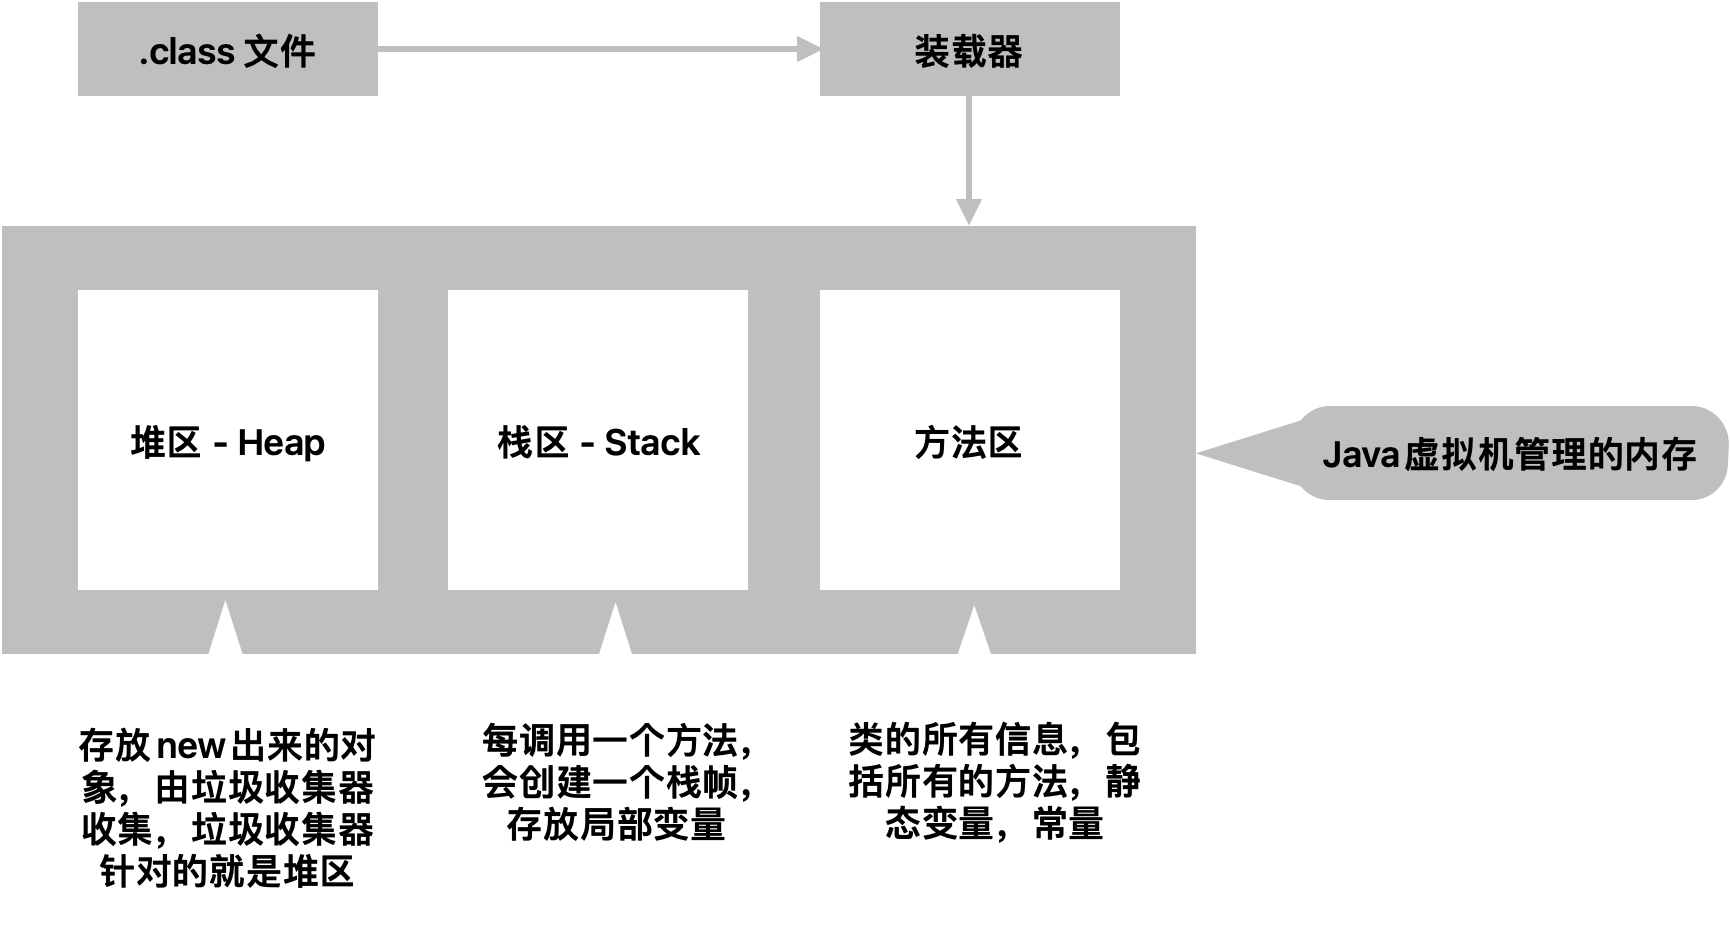 .class 文件
装载器
堆区 - Heap
栈区 - Stack
方法区
Java虚拟机管理的内存
存放new出来的对
象，由垃圾收集器
收集，垃圾收集器
针对的就是堆区
每调用一个方法，
会创建一个栈帧，
存放局部变量
类的所有信息，包
括所有的方法，静
态变量，常量